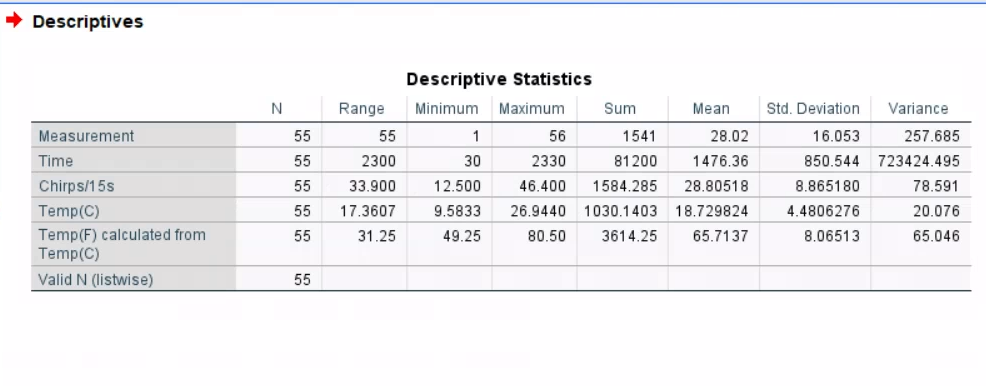 Descriptives
Descriptive Statistics
N Range Minimum Maximum Sum Mean Std. Deviation Variance
Measurement 55 55 1 56 1541 28.02 16.053 257.685
Time 55 2300 30 2330 81200 1476.36 850.544 723424.495
Chirps/15s 55 33.900 12.500 46.400 1584.285 28.80518 8.865180 78.591
Temp(C) 55 17.3607 9.5833 26.9440 1030.1403 18.729824 4.4806276 20.076
Temp(F) calculated from 55 31.25 49.25 80.50 3614.25 65.7137 8.06513 65.046
Temp(C)
Valid N (listwise) 55